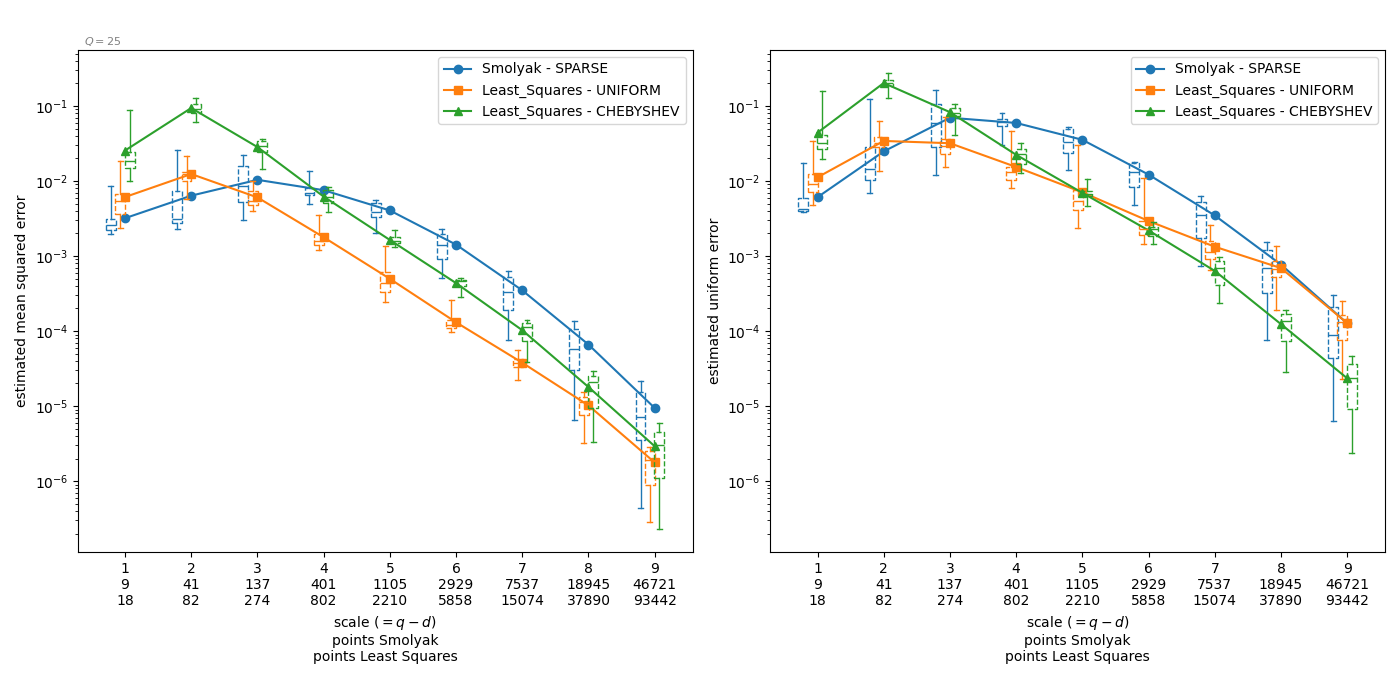 Q = 25
estimated mean squared error
10⁻¹
10⁻²
10⁻³
10⁻⁴
10⁻⁵
10⁻⁶
Smolyak - SPARSE
Least_Squares - UNIFORM
Least_Squares - CHEBYSHEV
1 2 3 4 5 6 7 8 9
9 41 137 401 1105 2929 7537 18945 46721
18 82 274 802 2210 5858 15074 37890 93442
scale (= q − d)
points Smolyak
points Least Squares
estimated uniform error
10⁻¹
10⁻²
10⁻³
10⁻⁴
10⁻⁵
10⁻⁶
Smolyak - SPARSE
Least_Squares - UNIFORM
Least_Squares - CHEBYSHEV
1 2 3 4 5 6 7 8 9
9 41 137 401 1105 2929 7537 18945 46721
18 82 274 802 2210 5858 15074 37890 93442
scale (= q − d)
points Smolyak
points Least Squares